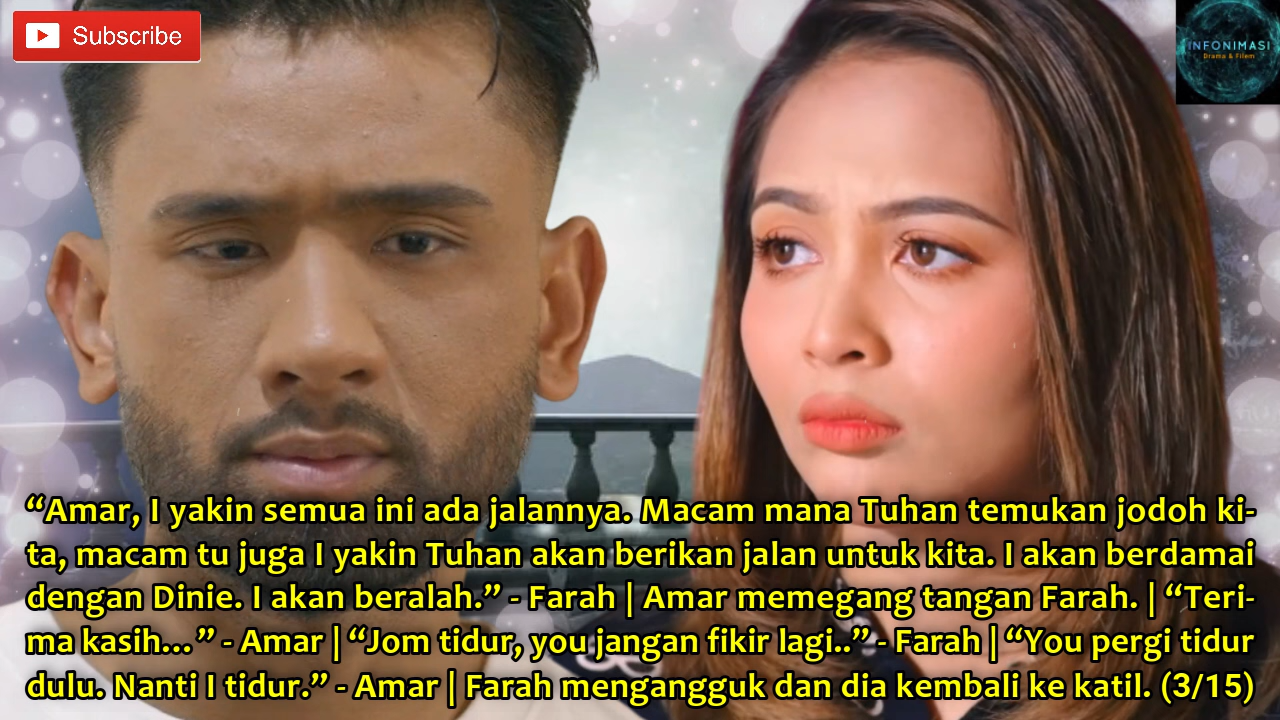 Subscribe
INFONIMASI
Drama & Filem
“Amar, I yakin semua ini ada jalannya. Macam mana Tuhan temukan jodoh ki-
ta, macam tu juga I yakin Tuhan akan berikan jalan untuk kita. I akan berdamai
dengan Dinie. I akan beralah.” - Farah | Amar memegang tangan Farah. | “Teri-
ma kasih...” - Amar | “Jom tidur, you jangan fikir lagi..” - Farah | “You pergi tidur
dulu. Nanti I tidur.” - Amar | Farah mengangguk dan dia kembali ke katil. (3/15)